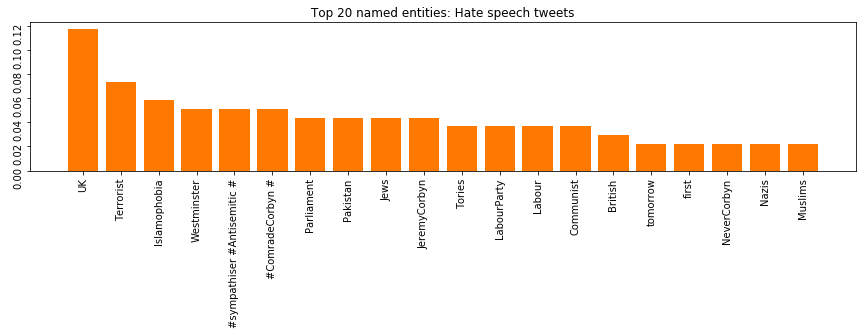 Top 20 named entities: Hate speech tweets
0.12
0.10
0.08
0.06
0.04
0.02
0.00
UK
Terrorist
Islamophobia
Westminster
#sympathiser #Antisemitic #
#ComradeCorbyn #
Parliament
Pakistan
Jews
JeremyCorbyn
Tories
LabourParty
Labour
Communist
British
tomorrow
first
NeverCorbyn
Nazis
Muslims